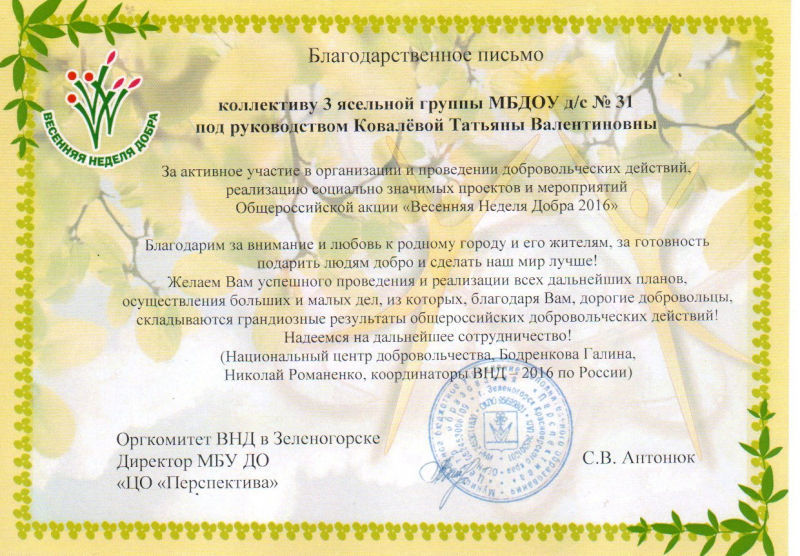 Благодарственное письмо
ВЕСЕННЯЯ НЕДЕЛЯ ДОБРА
коллективу 3 ясельной группы МБДОУ д/с № 31
под руководством Ковалёвой Татьяны Валентиновны
За активное участие в организации и проведении добровольческих действий,
реализацию социально значимых проектов и мероприятий
Общероссийской акции «Весенняя Неделя Добра 2016»
Благодарим за внимание и любовь к родному городу и его жителям, за готовность
подарить людям добро и сделать наш мир лучше!
Желаем Вам успешного проведения и реализации всех дальнейших планов,
осуществления больших и малых дел, из которых, благодаря Вам, дорогие добровольцы,
складываются грандиозные результаты общероссийских добровольческих действий!
Надеемся на дальнейшее сотрудничество!
(Национальный центр добровольчества, Бодренкова Галина,
Николай Романенко, координаторы ВНД – 2016 по России)
г. Зеленогорск
Оргкомитет ВНД в Зеленогорске
Директор МБУ ДО
«ЦО «Перспектива»
С.В. Антонюк